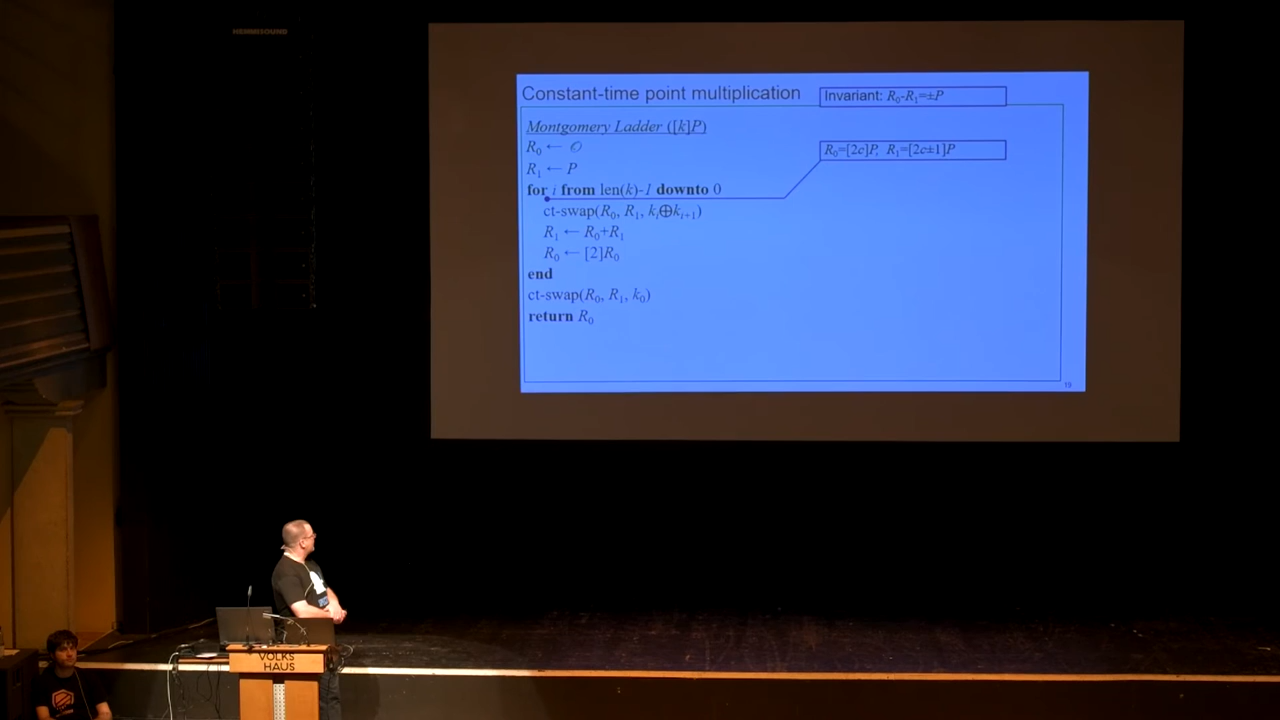 HEINRISOUND
Constant-time point multiplication
Invariant: R₀-R₁=±P
Montgomery Ladder ([k]P)
R₀ ← 𝒪
R₁ ← P
R₀=[2c]P, R₁=[2c±1]P
for i from len(k)-1 downto 0
ct-swap(R₀, R₁, kᵢ⊕kᵢ₊₁)
R₁ ← R₀+R₁
R₀ ← [2]R₀
end
ct-swap(R₀, R₁, k₀)
return R₀
19
VOLKS
HAUS